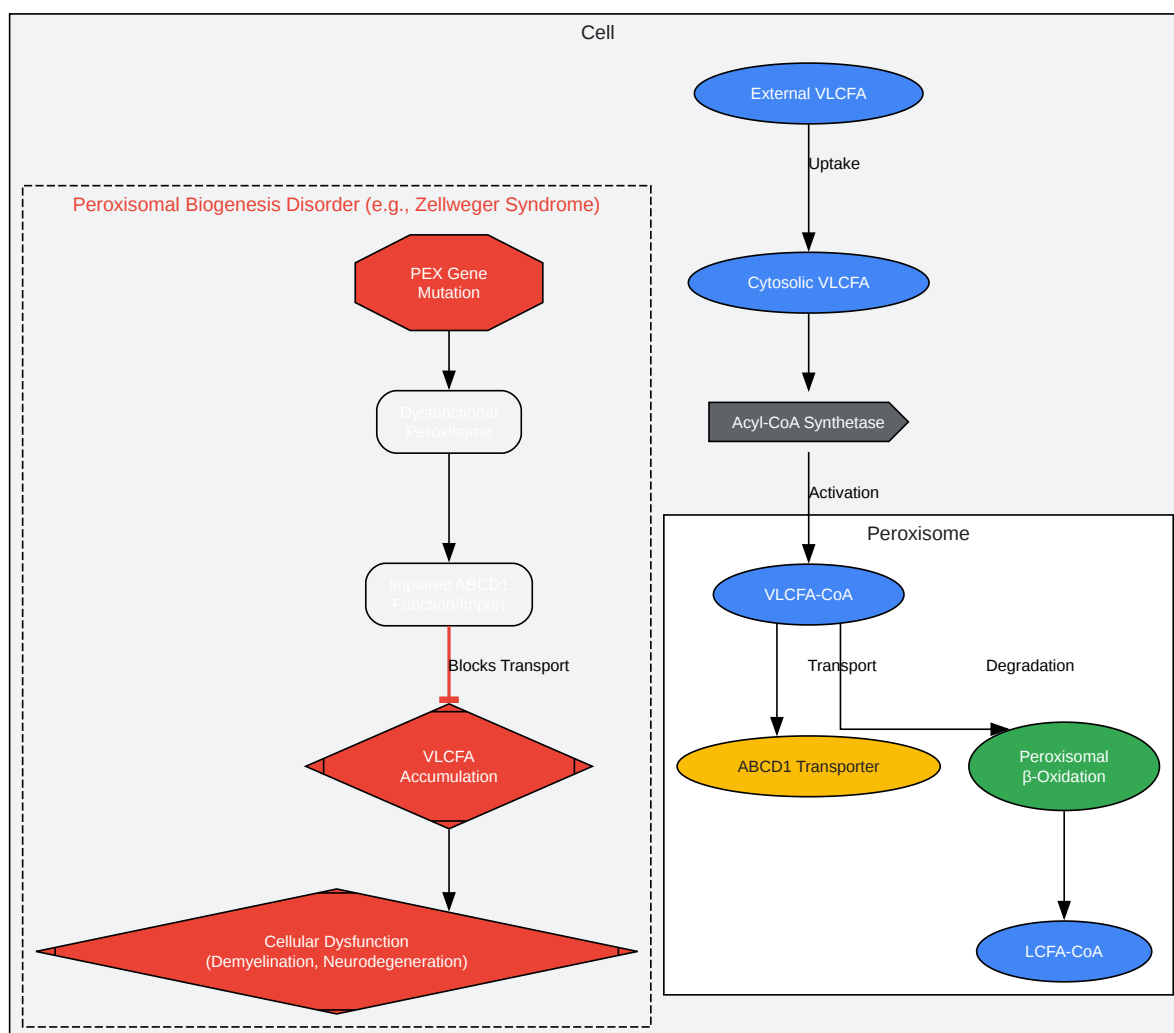 Cell
External VLCFA
Uptake
Peroxisomal Biogenesis Disorder (e.g., Zellweger Syndrome)
PEX Gene
Mutation
Cytosolic VLCFA
Dysfunctional
Peroxisome
Acyl-CoA Synthetase
Activation
Peroxisome
Impaired ABCD1
Function/Import
VLCFA-CoA
Blocks Transport
Transport
Degradation
VLCFA
Accumulation
ABCD1 Transporter
Peroxisomal
β-Oxidation
Cellular Dysfunction
(Demyelination, Neurodegeneration)
LCFA-CoA